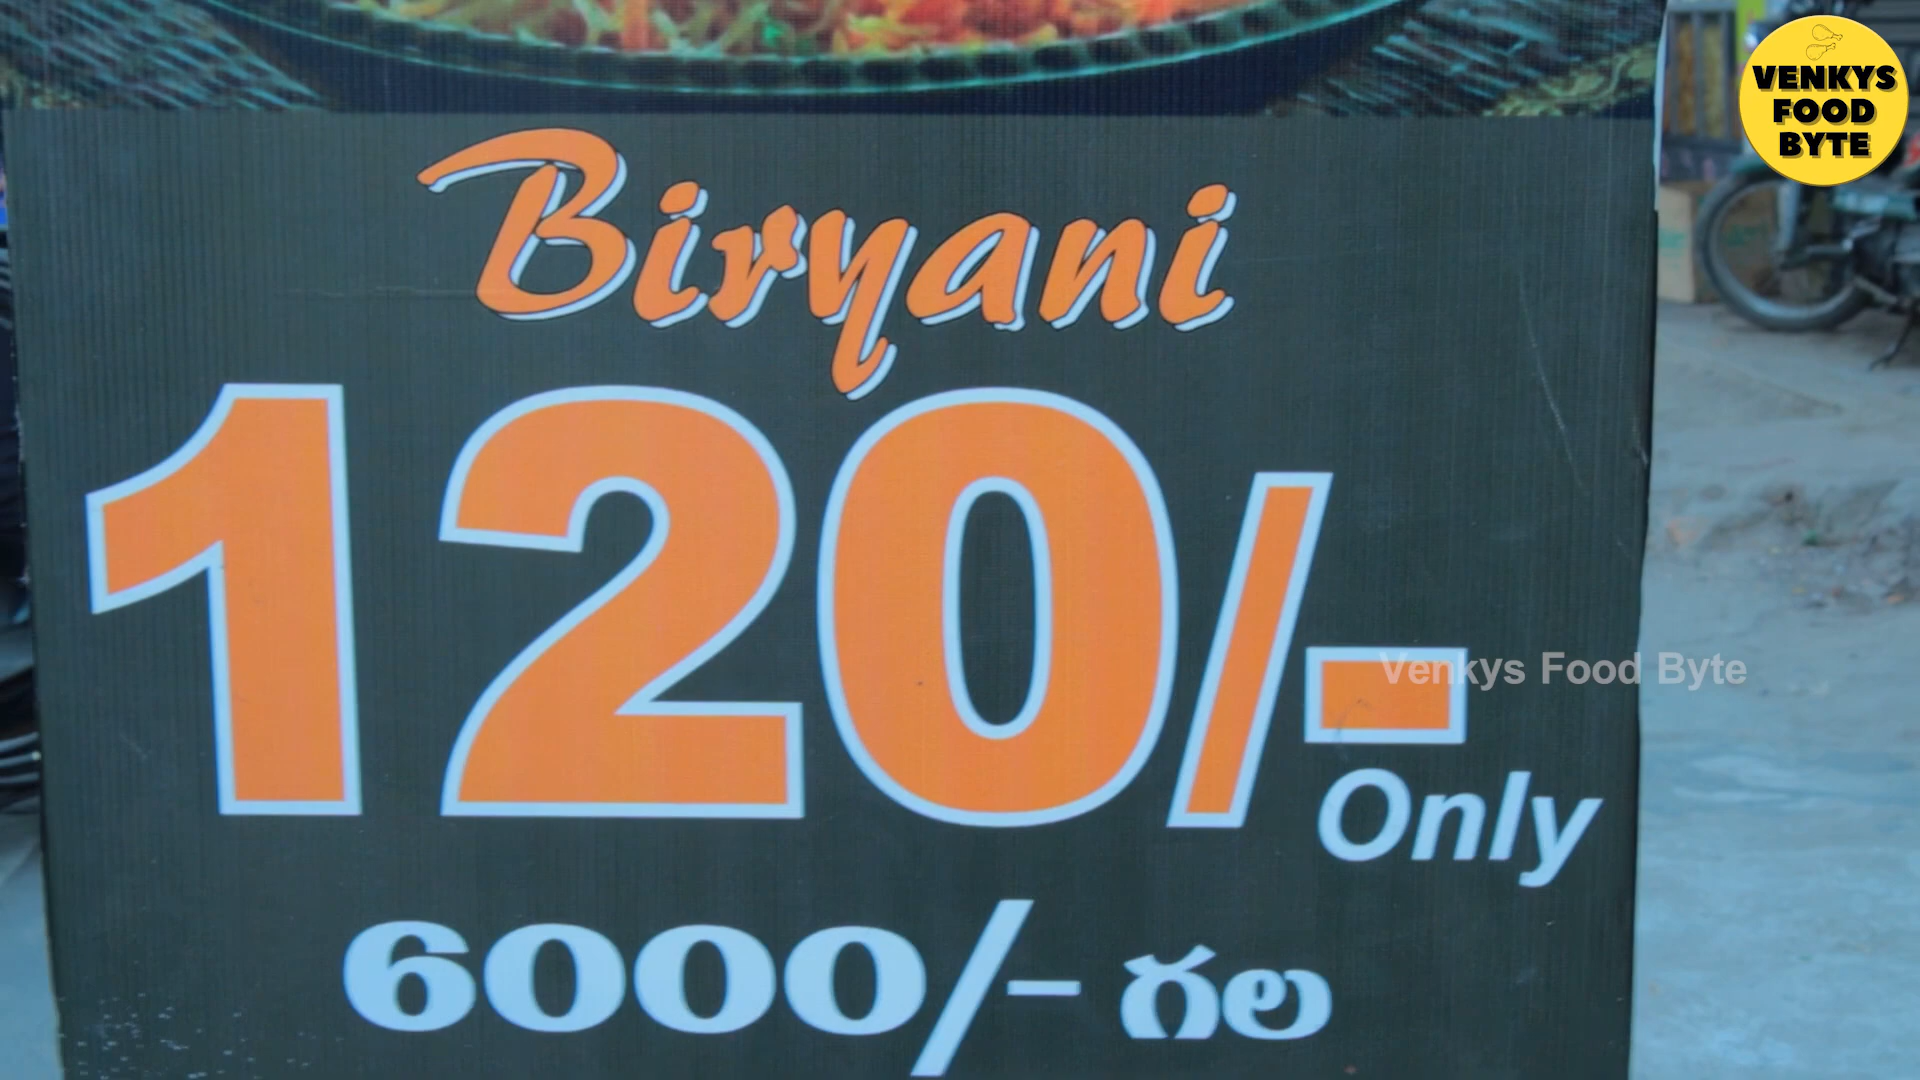 VENKYS
FOOD
BYTE
Biryani
120/-
Venkys Food Byte
Only
6000/- గల